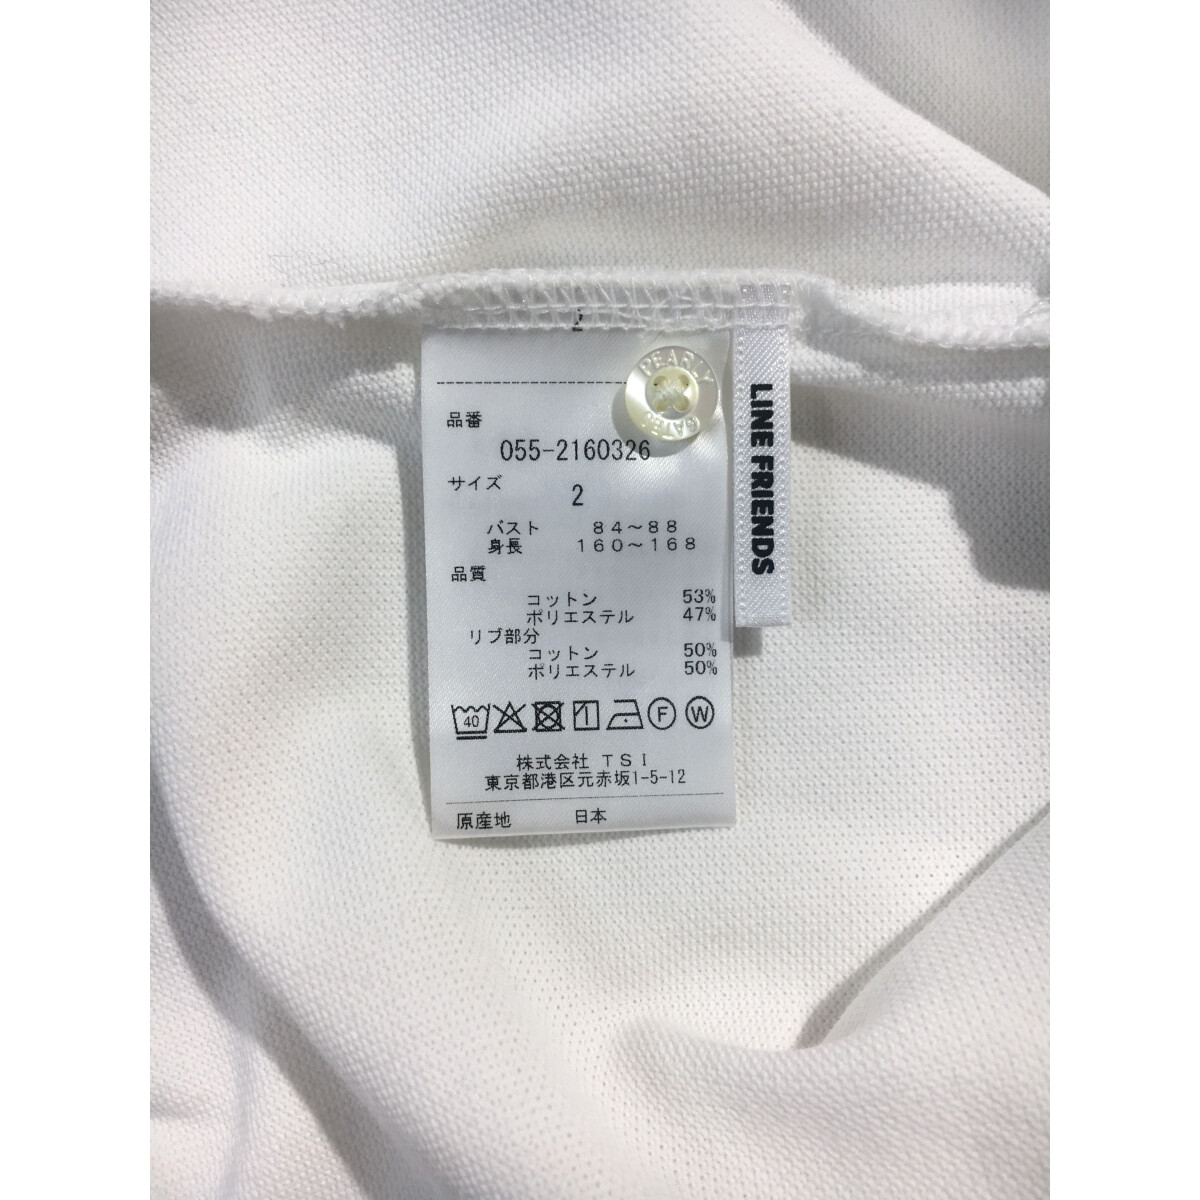 PEARLY
GATES
品番
055-2160326
サイズ
2
バスト 84～88
身長 160～168
品質
コットン 53%
ポリエステル 47%
リブ部分
コットン 50%
ポリエステル 50%
40 F W
株式会社 TSI
東京都港区元赤坂1-5-12
原産地 日本
LINE FRIENDS